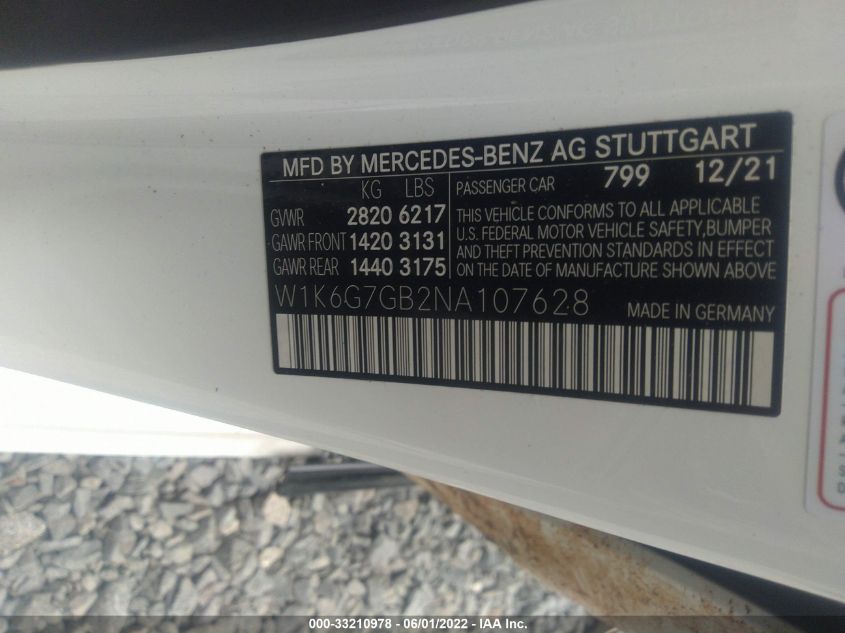 MFD BY MERCEDES-BENZ AG STUTTGART
KG LBS
GVWR 2820 6217
GAWR FRONT 1420 3131
GAWR REAR 1440 3175
PASSENGER CAR 799 12/21
THIS VEHICLE CONFORMS TO ALL APPLICABLE
U.S. FEDERAL MOTOR VEHICLE SAFETY,BUMPER
AND THEFT PREVENTION STANDARDS IN EFFECT
ON THE DATE OF MANUFACTURE SHOWN ABOVE
W1K6G7GB2NA107628 MADE IN GERMANY
000-33210978 - 06/01/2022 - IAA Inc.